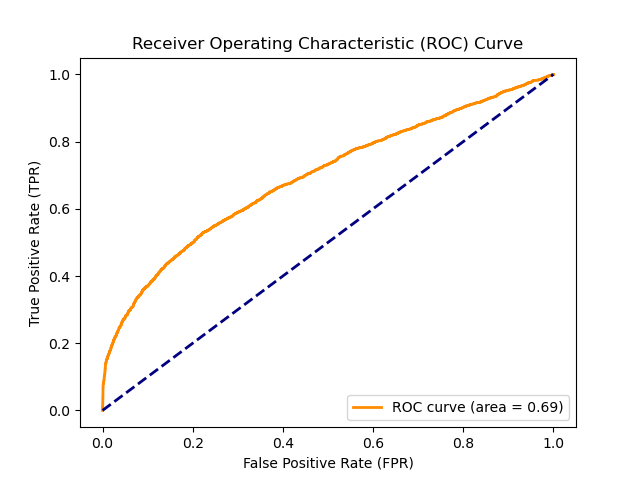 Receiver Operating Characteristic (ROC) Curve
True Positive Rate (TPR)
1.0
0.8
0.6
0.4
0.2
0.0
ROC curve (area = 0.69)
0.0 0.2 0.4 0.6 0.8 1.0
False Positive Rate (FPR)